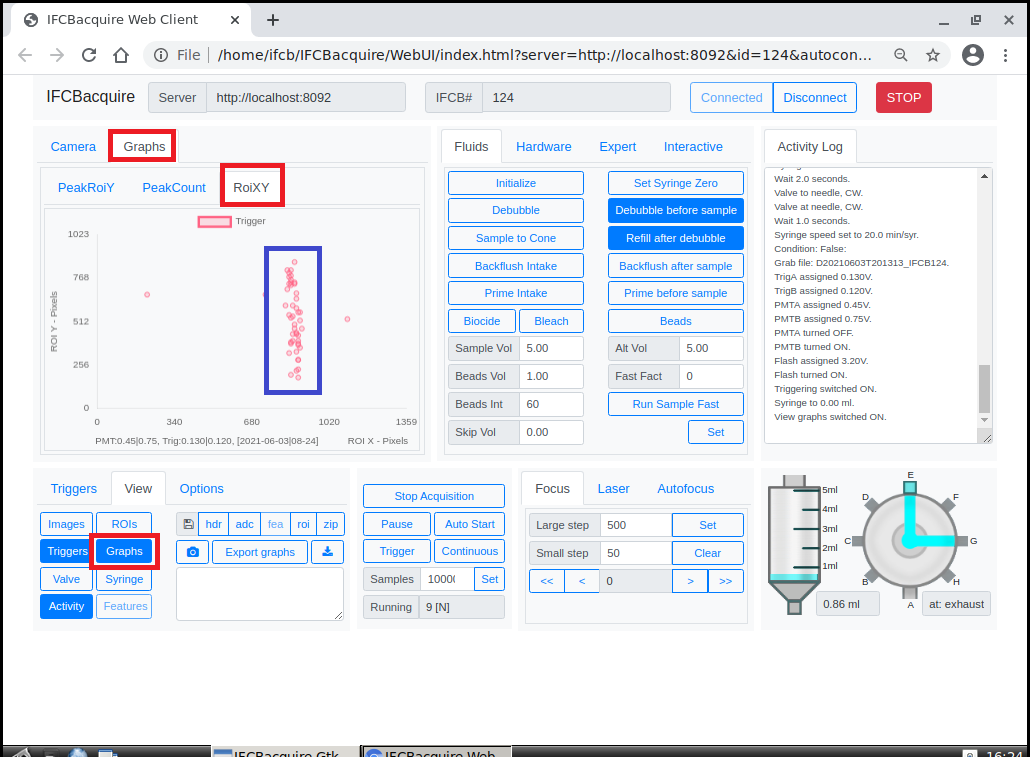 IFCBacquire Web Client
File
/home/ifcb/IFCBacquire/WebUI/index.html?server=http://localhost:8092&id=124&autocon...
IFCBacquire
Server
http://localhost:8092
IFCB#
124
Connected
Disconnect
STOP
Camera
Graphs
PeakRoiY
PeakCount
RoiXY
Trigger
1023
768
512
256
0
ROI Y - Pixels
0
340
680
1020
1359
PMT:0.45|0.75, Trig:0.130|0.120, [2021-06-03|08-24]
ROI X - Pixels
Fluids
Hardware
Expert
Interactive
Initialize
Set Syringe Zero
Debubble
Debubble before sample
Sample to Cone
Refill after debubble
Backflush Intake
Backflush after sample
Prime Intake
Prime before sample
Biocide
Bleach
Beads
Sample Vol
5.00
Alt Vol
5.00
Beads Vol
1.00
Fast Fact
0
Beads Int
60
Run Sample Fast
Skip Vol
0.00
Set
Activity Log
Wait 2.0 seconds.
Valve to needle, CW.
Valve at needle, CW.
Wait 1.0 seconds.
Syringe speed set to 20.0 min/syr.
Condition: False:
Grab file: D20210603T201313_IFCB124.
TrigA assigned 0.130V.
TrigB assigned 0.120V.
PMTA assigned 0.45V.
PMTB assigned 0.75V.
PMTA turned OFF.
PMTB turned ON.
Flash assigned 3.20V.
Flash turned ON.
Triggering switched ON.
Syringe to 0.00 ml.
View graphs switched ON.
Triggers
View
Options
Images
ROIs
hdr
adc
fea
roi
zip
Triggers
Graphs
Export graphs
Valve
Syringe
Activity
Features
Stop Acquisition
Pause
Auto Start
Trigger
Continuous
Samples
Set
Running
9 [N]
Focus
Laser
Autofocus
Large step
500
Set
Small step
50
Clear
<<
<
0
>
>>
5ml
4ml
3ml
2ml
1ml
0.86 ml
E
D
F
C
G
B
H
A
at: exhaust
IFCBacquire Gtk
IFCBacquire Web
16:24